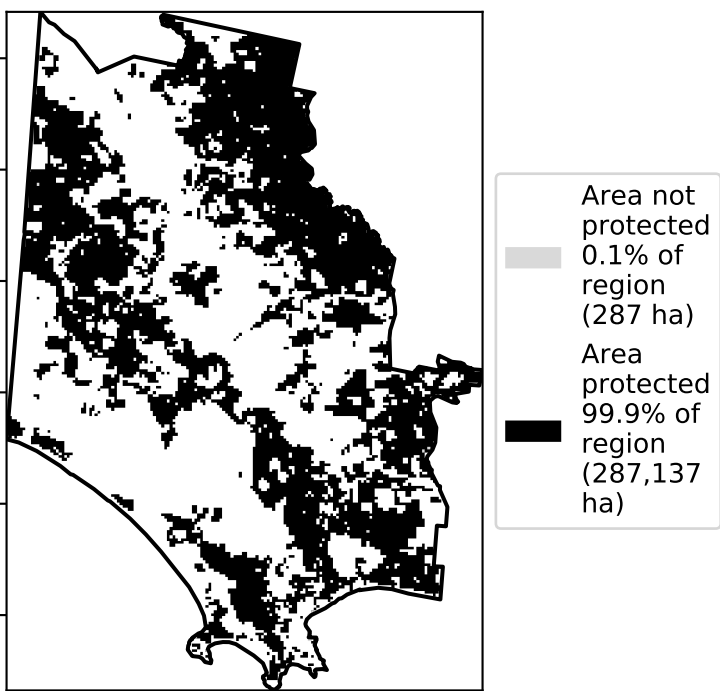 Area not
protected
0.1% of
region
(287 ha)
Area
protected
99.9% of
region
(287,137
ha)